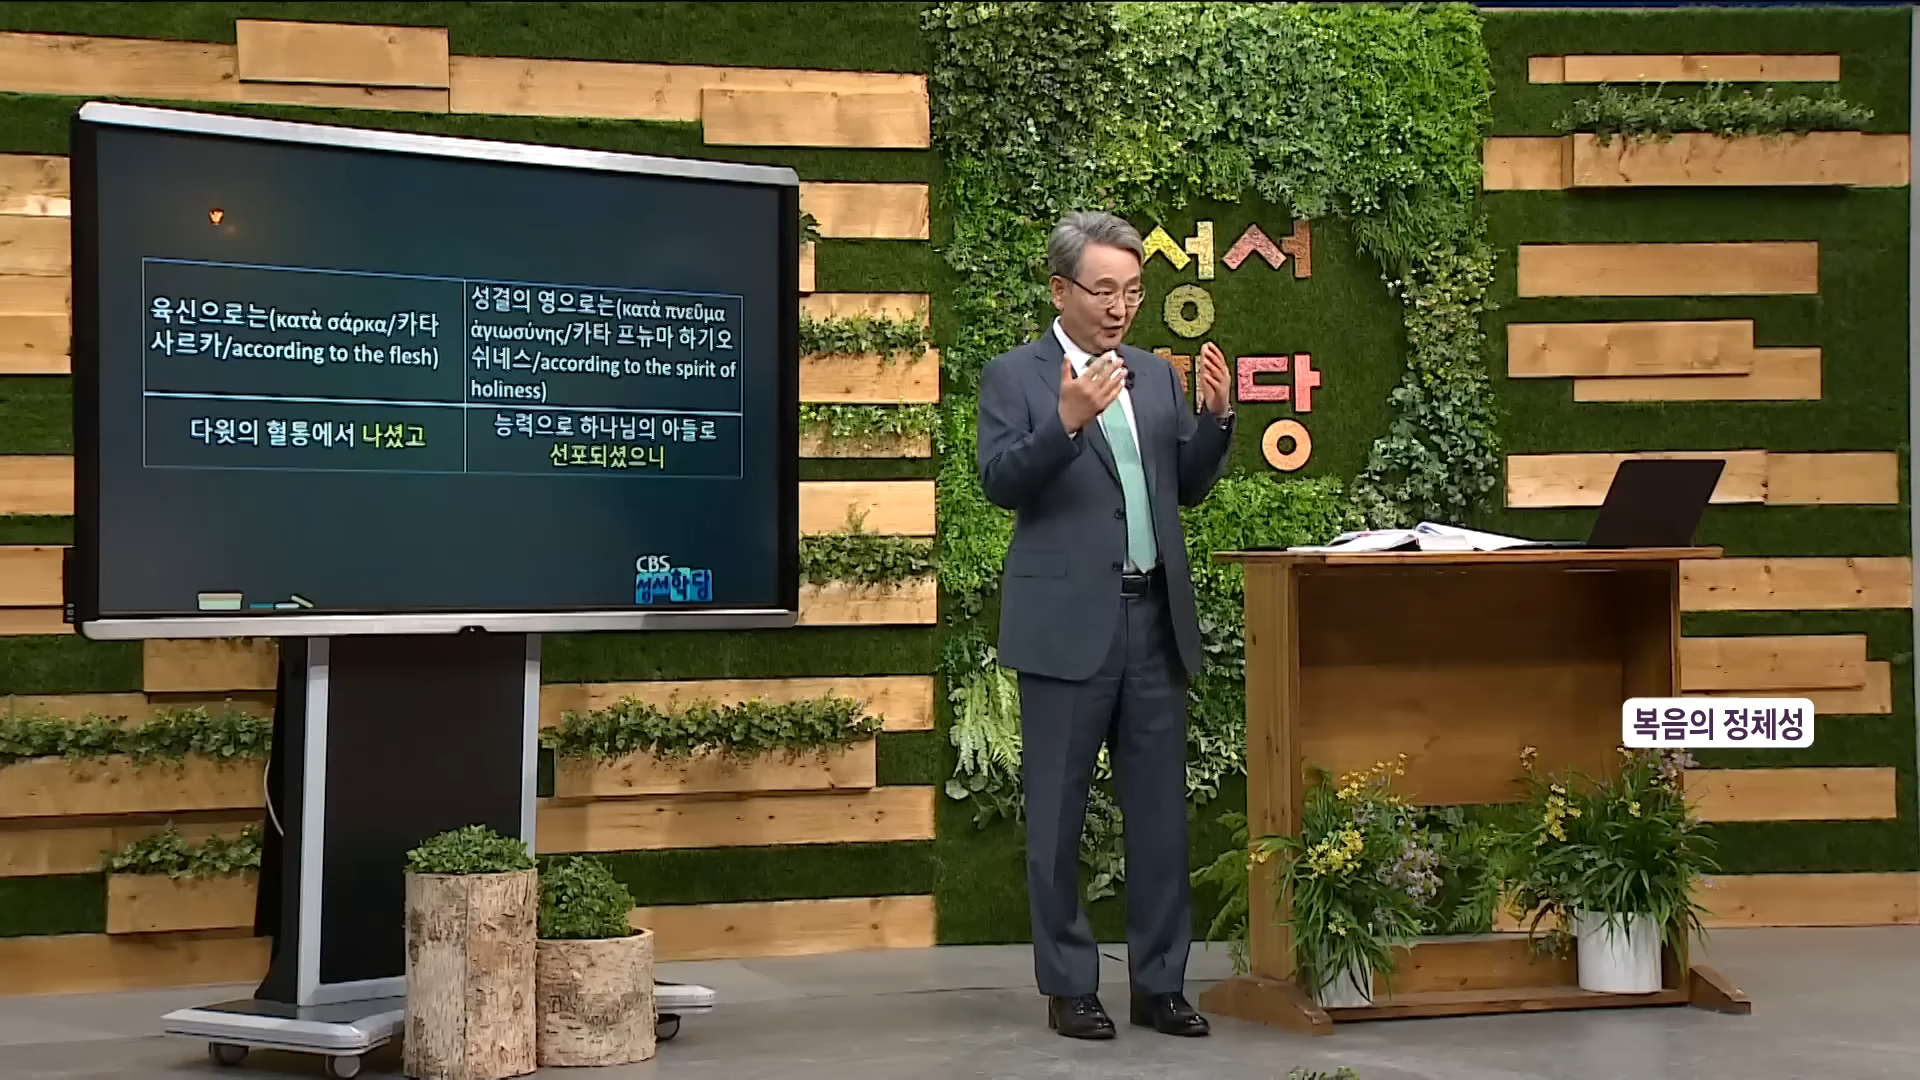 육신으로는(κατὰ σάρκα/카타
사르카/according to the flesh)
성결의 영으로는(κατὰ πνεῦμα
ἁγιωσύνης/카타 프뉴마 하기오
쉬네스/according to the spirit of
holiness)
다윗의 혈통에서 나셨고
능력으로 하나님의 아들로
선포되셨으니
CBS
성서학당
성서
당
복음의 정체성